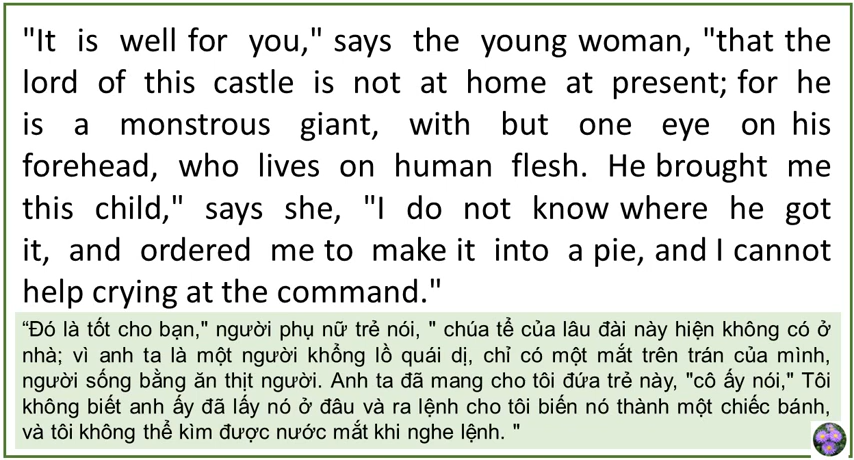 "It is well for you," says the young woman, "that the
lord of this castle is not at home at present; for he
is a monstrous giant, with but one eye on his
forehead, who lives on human flesh. He brought me
this child," says she, "I do not know where he got
it, and ordered me to make it into a pie, and I cannot
help crying at the command."
“Đó là tốt cho bạn," người phụ nữ trẻ nói, " chúa tể của lâu đài này hiện không có ở
nhà; vì anh ta là một người khổng lồ quái dị, chỉ có một mắt trên trán của mình,
người sống bằng ăn thịt người. Anh ta đã mang cho tôi đứa trẻ này, "cô ấy nói," Tôi
không biết anh ấy đã lấy nó ở đâu và ra lệnh cho tôi biến nó thành một chiếc bánh,
và tôi không thể kìm được nước mắt khi nghe lệnh. "